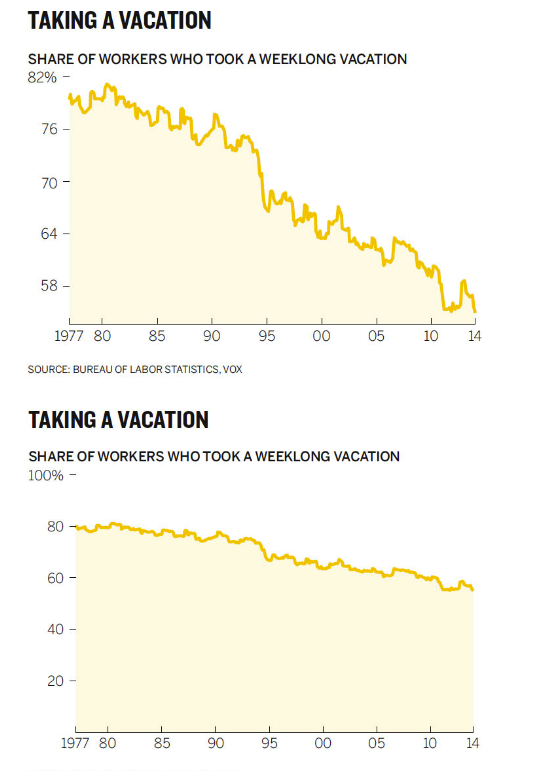 TAKING A VACATION
SHARE OF WORKERS WHO TOOK A WEEKLONG VACATION
82%
76
70
64
58
1977 80 85 90 95 00 05 10 14
SOURCE: BUREAU OF LABOR STATISTICS, VOX
TAKING A VACATION
SHARE OF WORKERS WHO TOOK A WEEKLONG VACATION
100%
80
60
40
20
1977 80 85 90 95 00 05 10 14